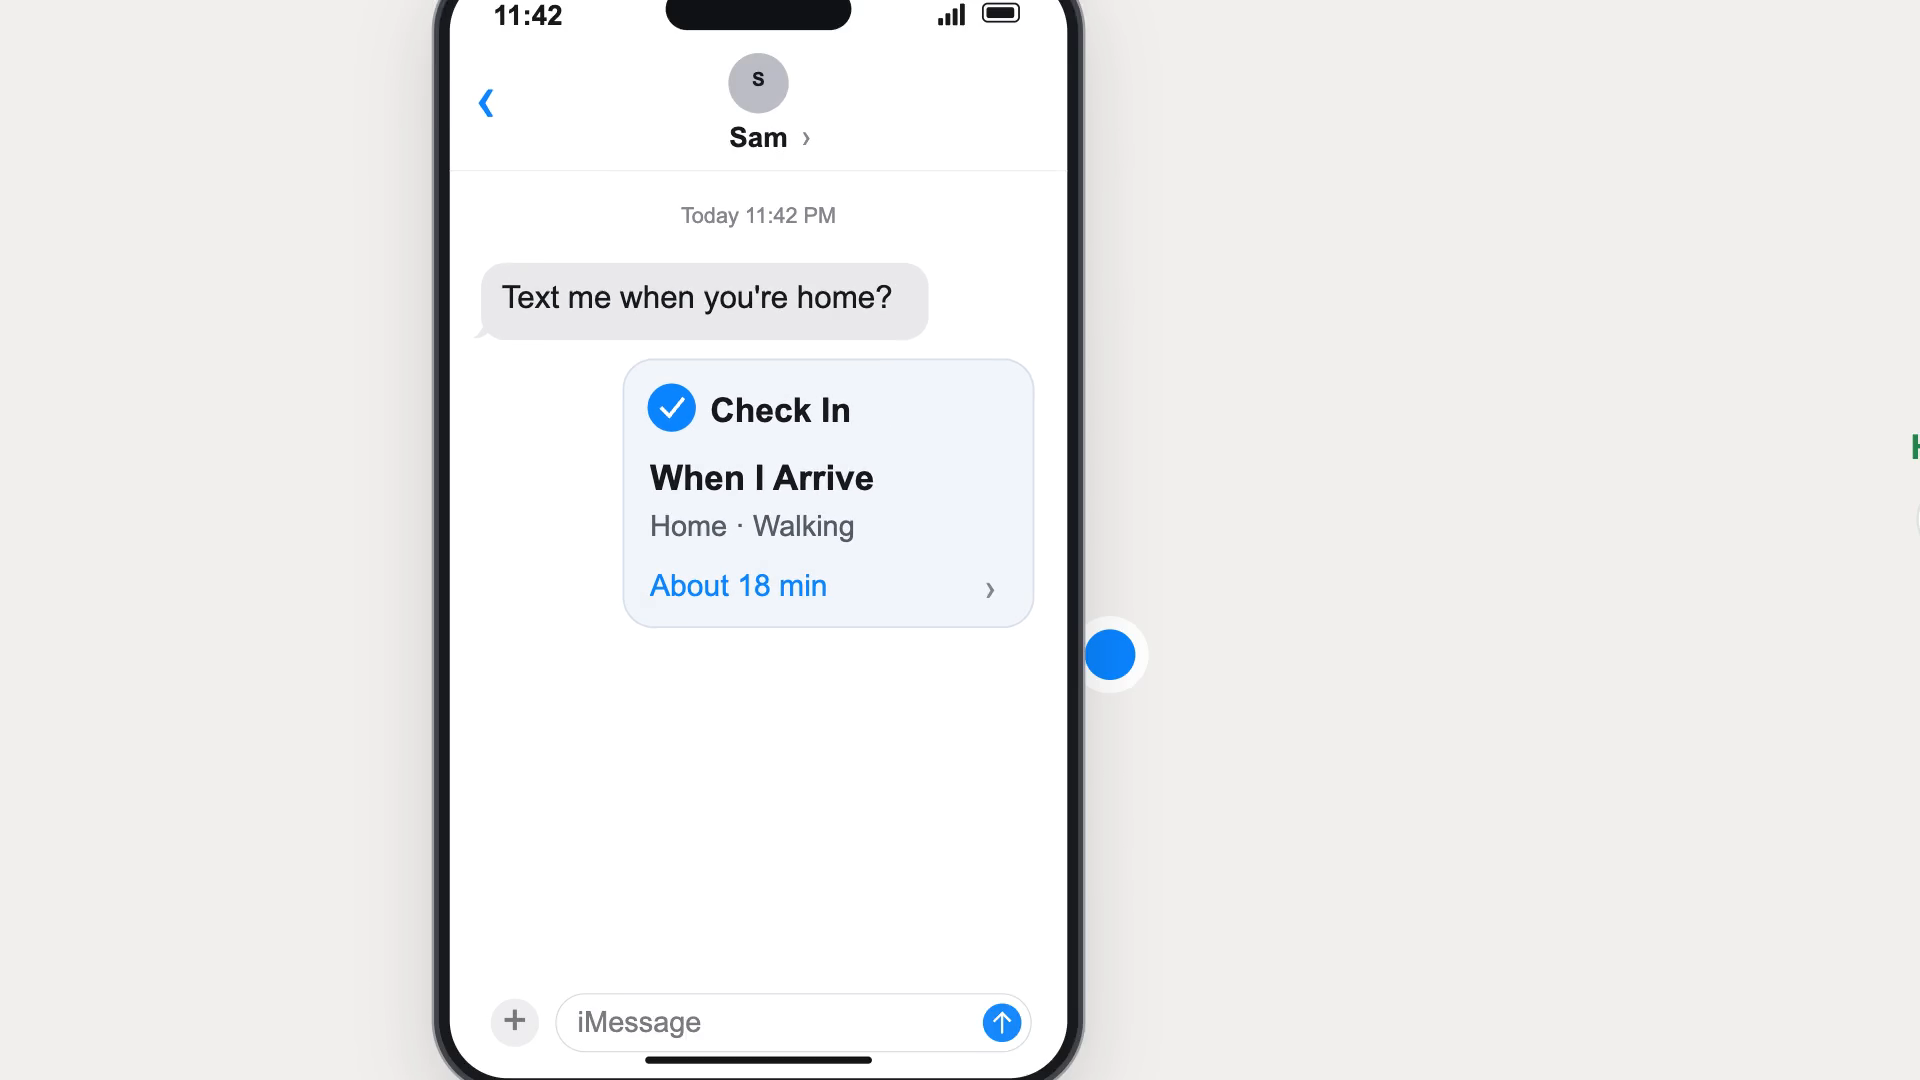 11:42
S
Sam
Today 11:42 PM
Text me when you're home?
Check In
When I Arrive
Home · Walking
About 18 min
iMessage